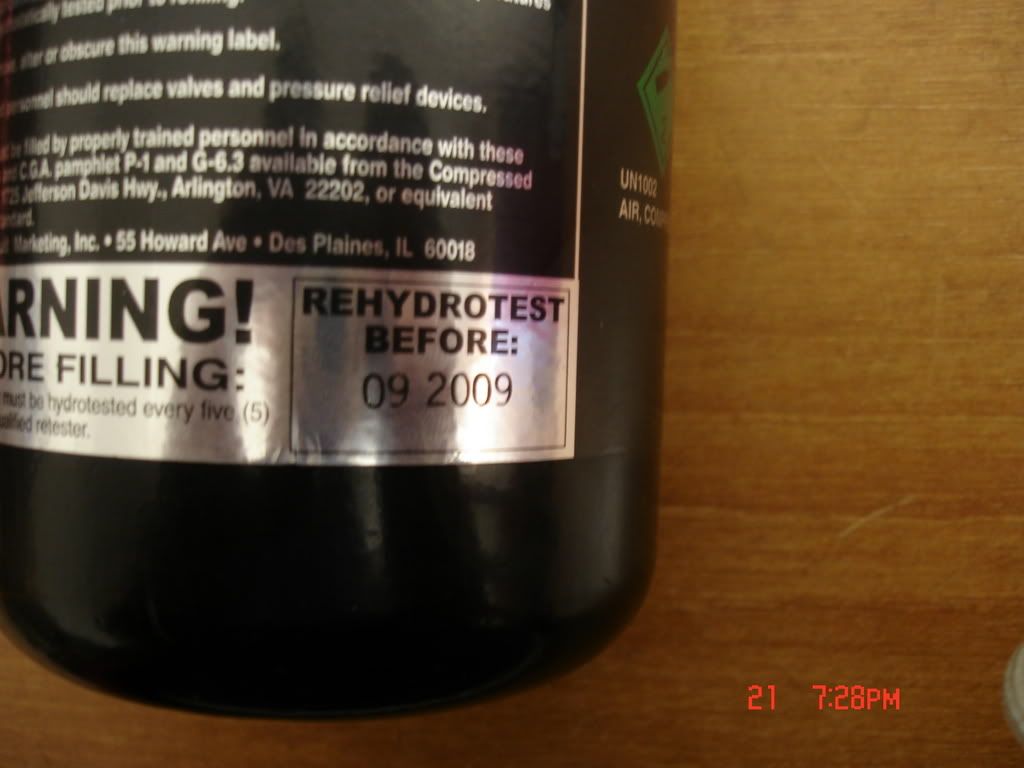 tested prior to
alter or obscure this warning label.
personnel should replace valves and pressure relief devices.
filled by properly trained personnel in accordance with these
C.G.A. pamphlet P-1 and G-6.3 available from the Compressed
Jefferson Davis Hwy., Arlington, VA 22202, or equivalent
Marketing, Inc. • 55 Howard Ave • Des Plaines, IL 60018
ARNING!
ORE FILLING:
must be hydrotested every five (5)
retester.
REHYDROTEST
BEFORE:
09 2009
UN1002
AIR, COM
21 7:28PM